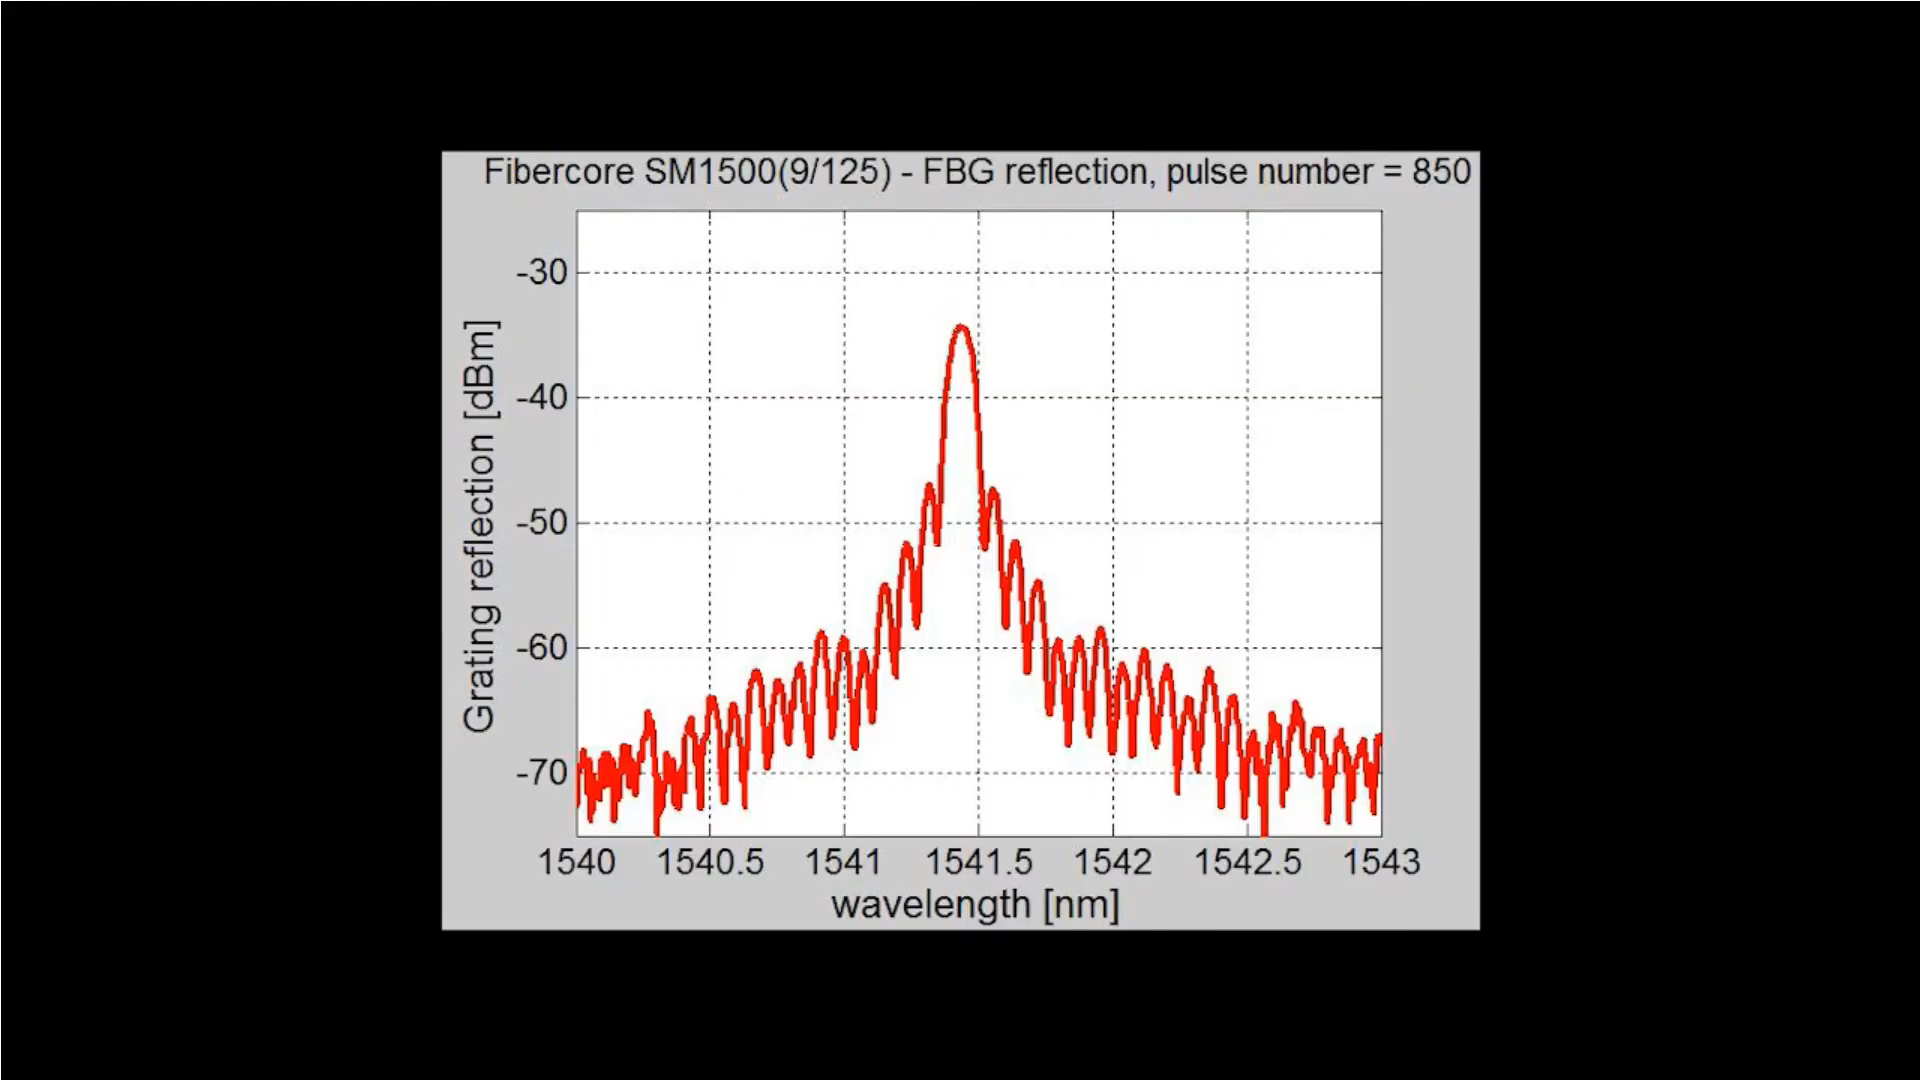 Fibercore SM1500(9/125) - FBG reflection, pulse number = 850
Grating reflection [dBm]
-30
-40
-50
-60
-70
1540 1540.5 1541 1541.5 1542 1542.5 1543
wavelength [nm]